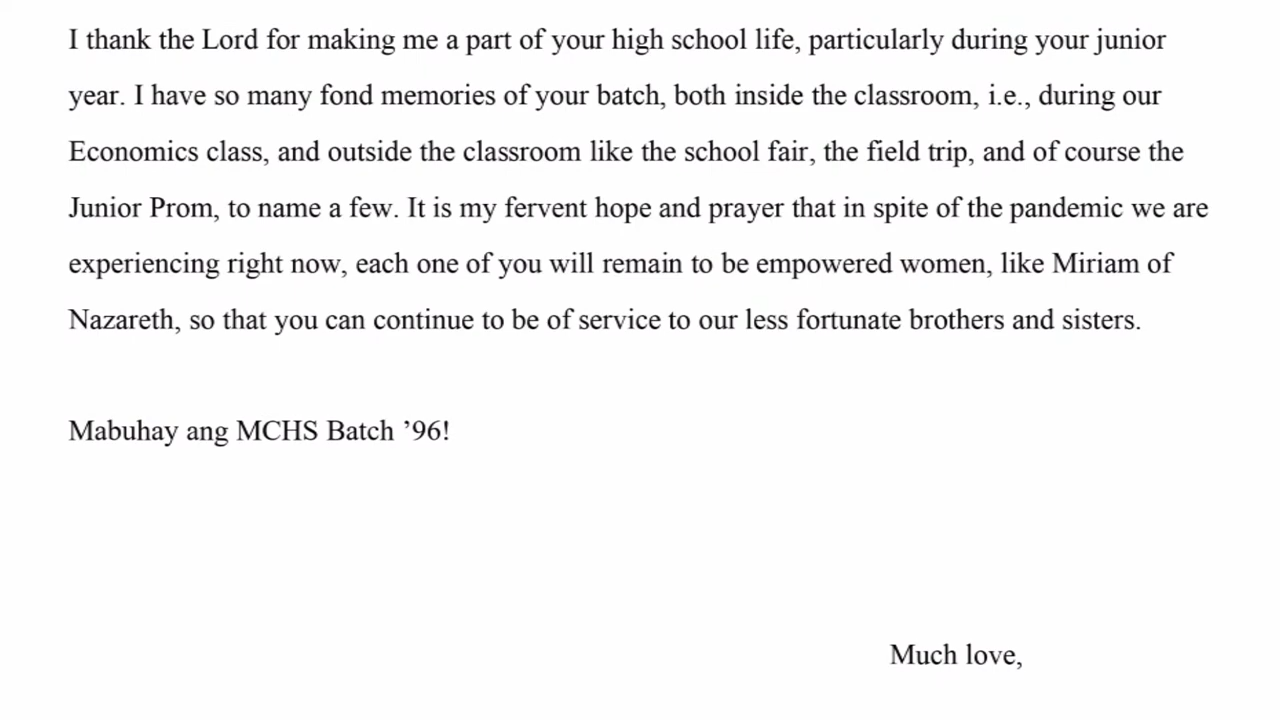 I thank the Lord for making me a part of your high school life, particularly during your junior
year. I have so many fond memories of your batch, both inside the classroom, i.e., during our
Economics class, and outside the classroom like the school fair, the field trip, and of course the
Junior Prom, to name a few. It is my fervent hope and prayer that in spite of the pandemic we are
experiencing right now, each one of you will remain to be empowered women, like Miriam of
Nazareth, so that you can continue to be of service to our less fortunate brothers and sisters.
Mabuhay ang MCHS Batch ’96!
Much love,